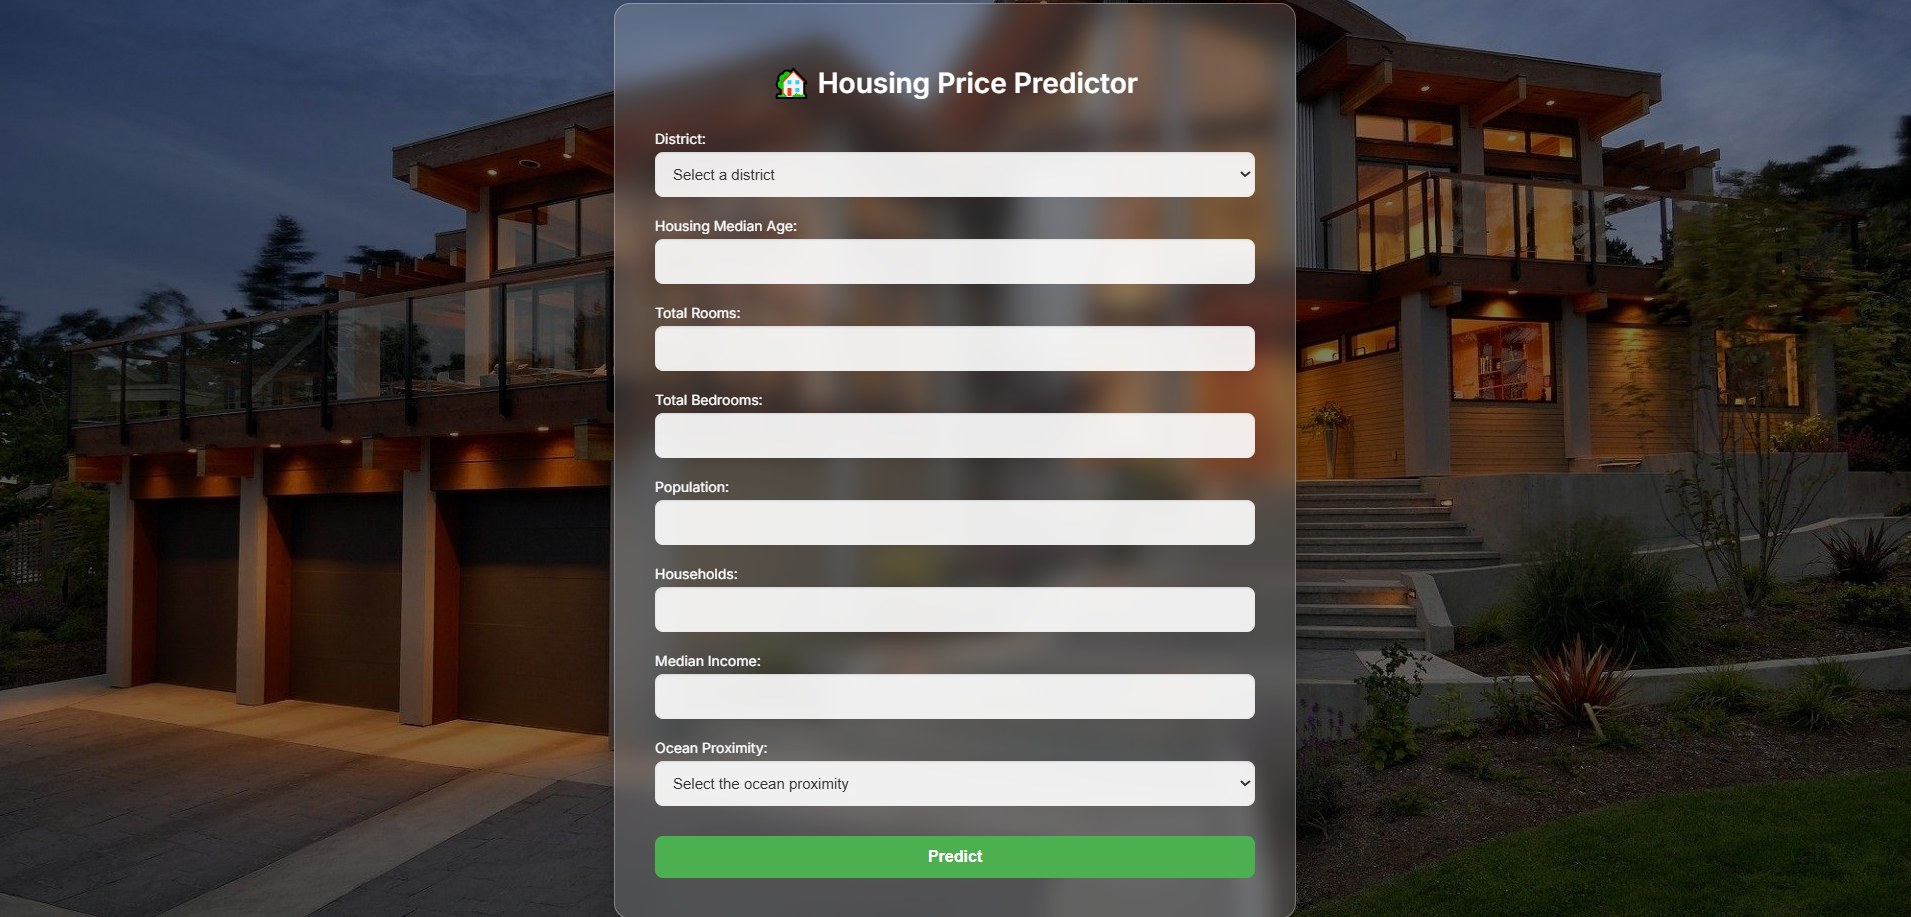 Housing Price Predictor
District:
Select a district
Housing Median Age:
Total Rooms:
Total Bedrooms:
Population:
Households:
Median Income:
Ocean Proximity:
Select the ocean proximity
Predict